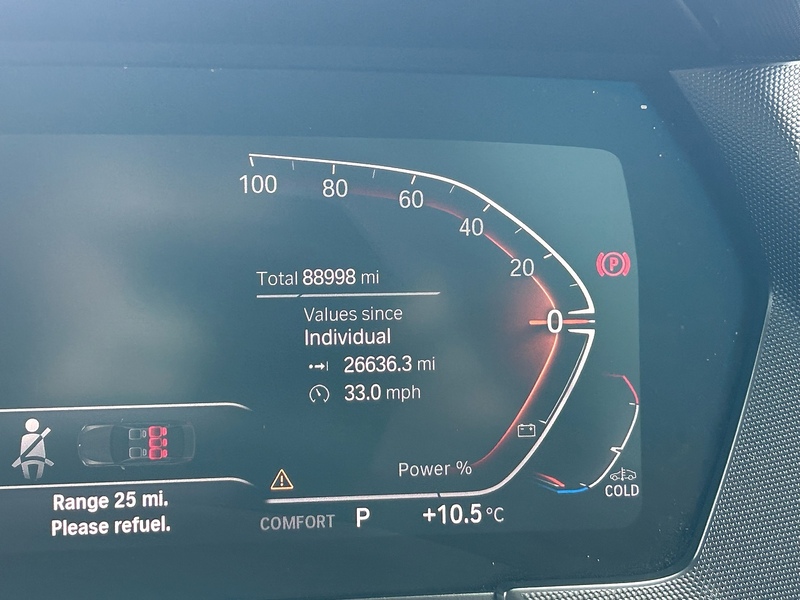 100
80
60
40
20
0
P
Total 88998 mi
Values since
Individual
26636.3 mi
33.0 mph
Power %
COLD
Range 25 mi.
Please refuel.
COMFORT P +10.5 °C